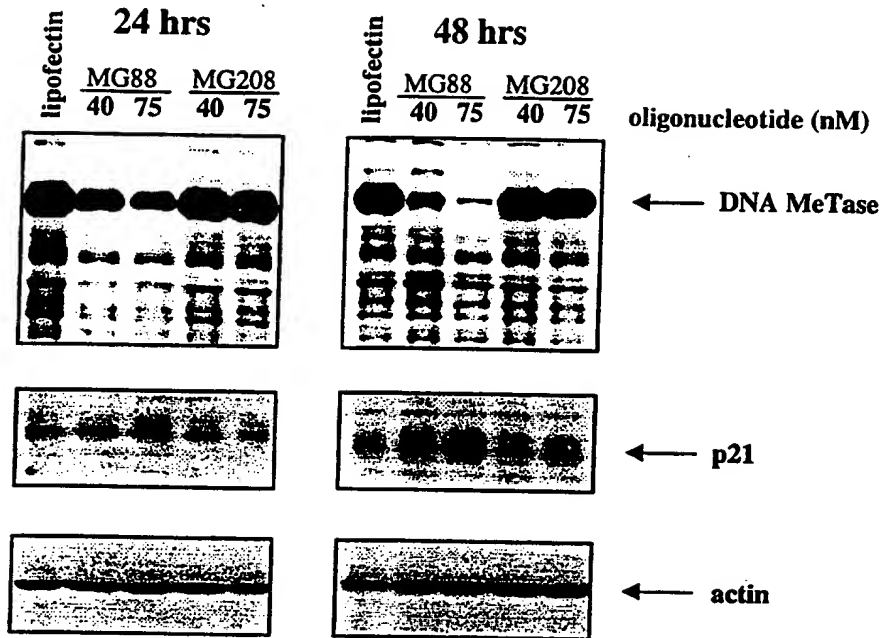 24 hrs
48 hrs
lipofectin
MG88
MG208
lipofectin
MG88
MG208
40 75 40 75
40 75 40 75
oligonucleotide (nM)
DNA MeTase
p21
actin